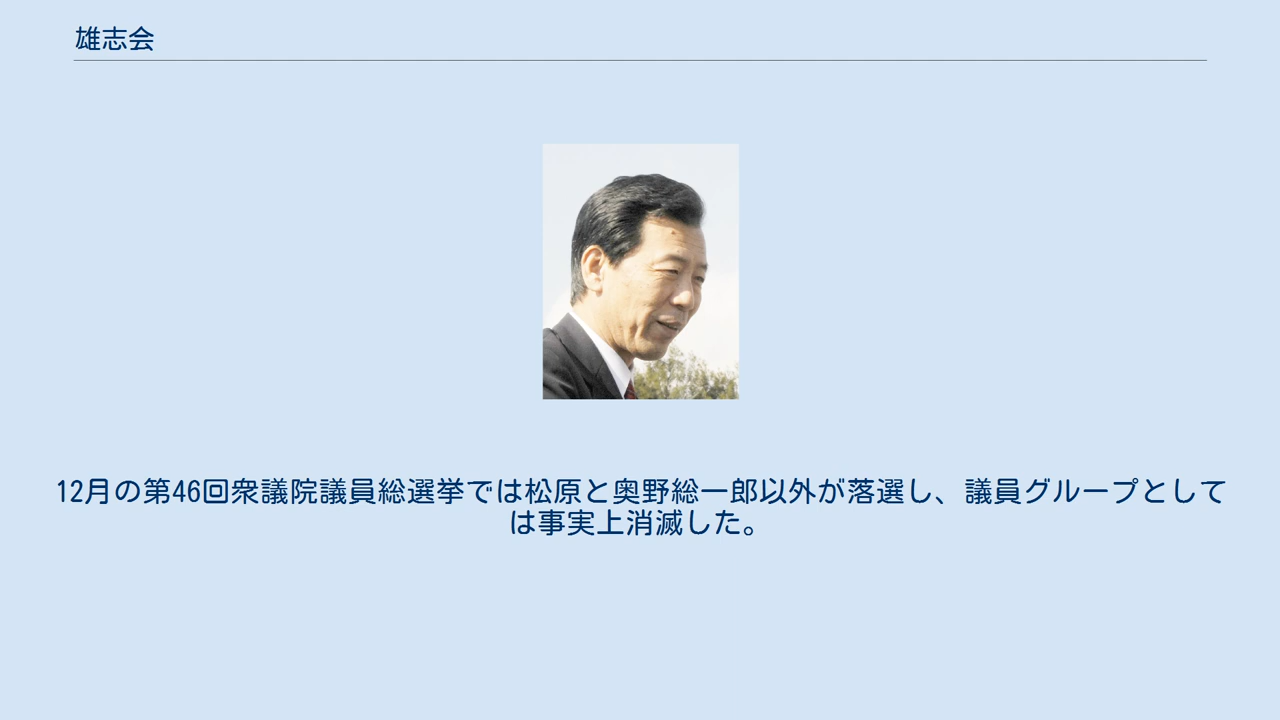 雄志会
12月の第46回衆議院議員総選挙では松原と奥野総一郎以外が落選し、議員グループとして
は事実上消滅した。